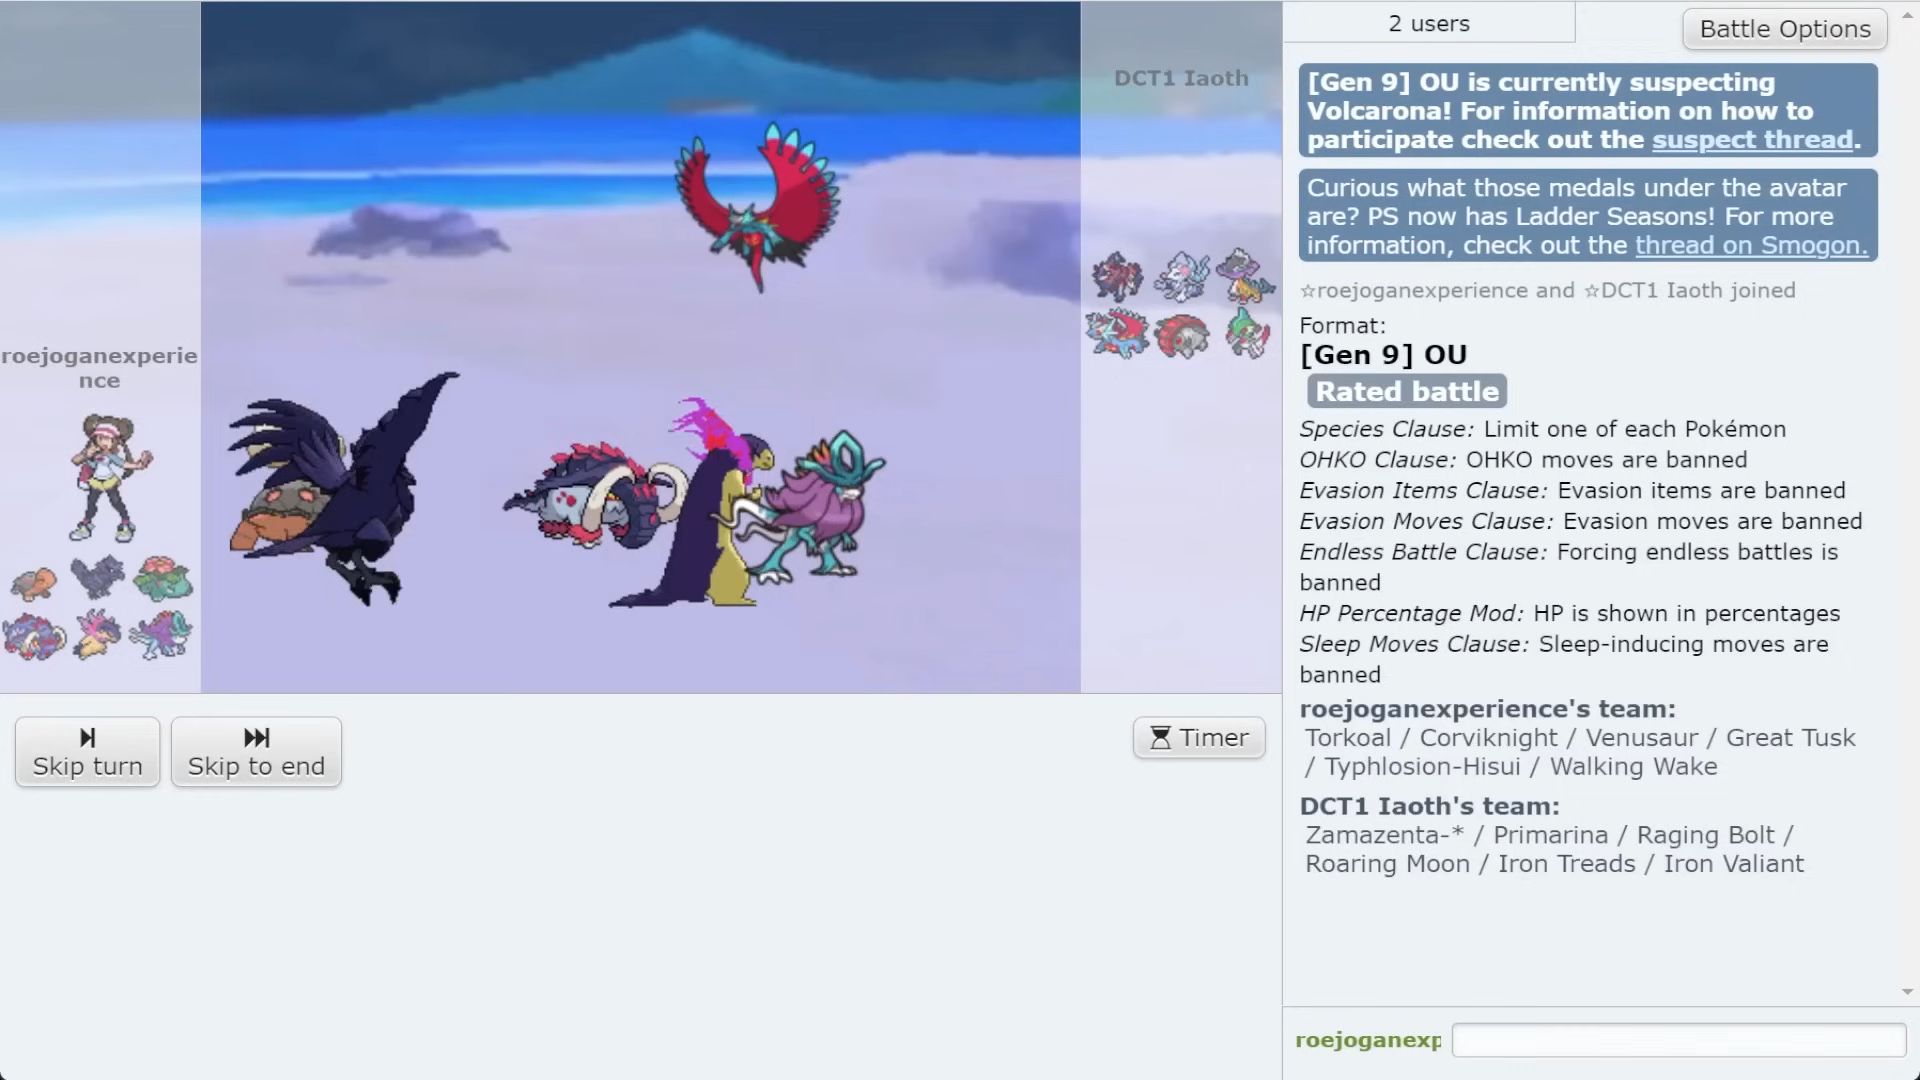 2 users
Battle Options
DCT1 Iaoth
[Gen 9] OU is currently suspecting
Volcarona! For information on how to
participate check out the suspect thread.
Curious what those medals under the avatar
are? PS now has Ladder Seasons! For more
information, check out the thread on Smogon.
☆roejoganexperience and ☆DCT1 Iaoth joined
Format:
[Gen 9] OU
Rated battle
Species Clause: Limit one of each Pokémon
OHKO Clause: OHKO moves are banned
Evasion Items Clause: Evasion items are banned
Evasion Moves Clause: Evasion moves are banned
Endless Battle Clause: Forcing endless battles is
banned
HP Percentage Mod: HP is shown in percentages
Sleep Moves Clause: Sleep-inducing moves are
banned
roejoganexperience's team:
Torkoal / Corviknight / Venusaur / Great Tusk
/ Typhlosion-Hisui / Walking Wake
DCT1 Iaoth's team:
Zamazenta-* / Primarina / Raging Bolt /
Roaring Moon / Iron Treads / Iron Valiant
roejoganexperie
nce
Skip turn
Skip to end
Timer
roejoganexp